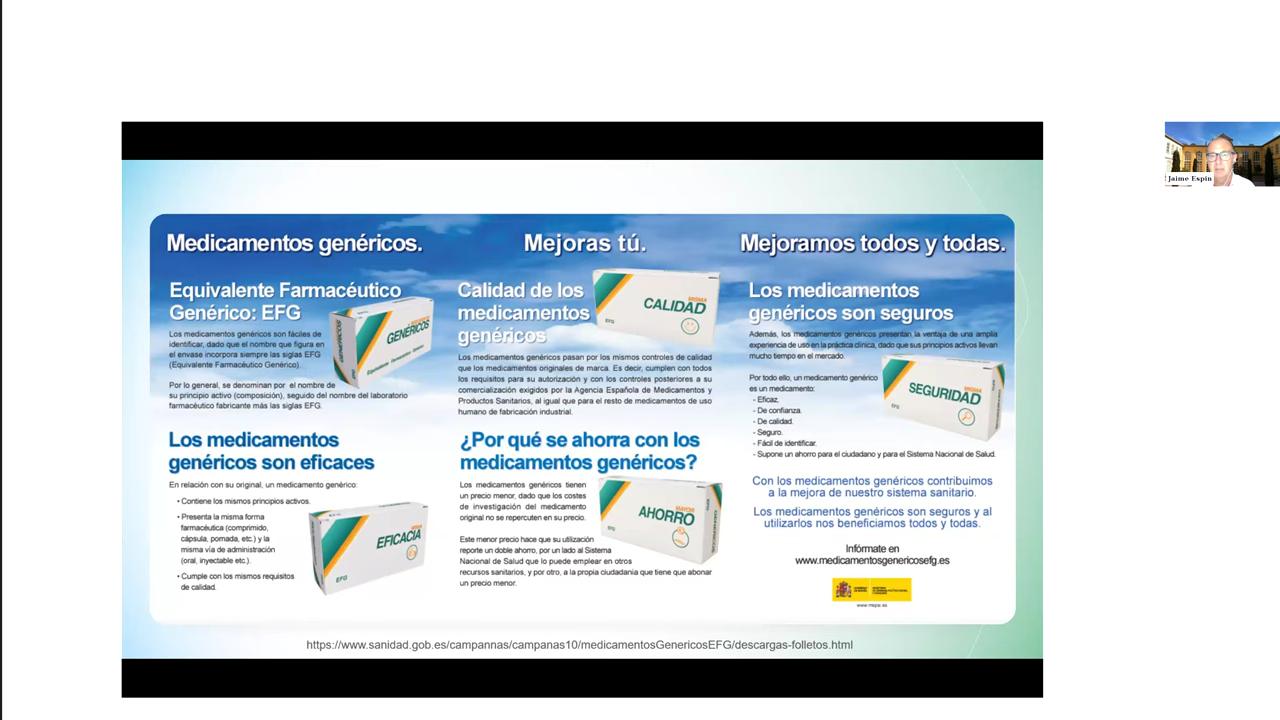 Medicamentos genéricos.
Mejoras tú.
Mejoramos todos y todas.
Equivalente Farmacéutico
Genérico: EFG
Los medicamentos genéricos son fáciles de
identificar, dado que el nombre que figura en
el envase incorpora siempre las siglas EFG
(Equivalente Farmacéutico Genérico).
Por lo general, se denominan por el nombre de
su principio activo (composición), seguido del nombre del laboratorio
farmacéutico fabricante más las siglas EFG.
GENÉRICOS
Los medicamentos
genéricos son eficaces
En relación con su original, un medicamento genérico:
• Contiene los mismos principios activos.
• Presenta la misma forma
farmacéutica (comprimido,
cápsula, pomada, etc.) y la
misma vía de administración
(oral, inyectable etc.).
• Cumple con los mismos requisitos
de calidad.
EFICACIA
EFG
Calidad de los
medicamentos
genéricos
MISMA
CALIDAD
EFG
Los medicamentos genéricos pasan por los mismos controles de calidad
que los medicamentos originales de marca. Es decir, cumplen con todos
los requisitos para su autorización y con los controles posteriores a su
comercialización exigidos por la Agencia Española de Medicamentos y
Productos Sanitarios, al igual que para el resto de medicamentos de uso
humano de fabricación industrial.
¿Por qué se ahorra con los
medicamentos genéricos?
Los medicamentos genéricos tienen
un precio menor, dado que los costes
de investigación del medicamento
original no se repercuten en su precio.
Este menor precio hace que su utilización
reporte un doble ahorro, por un lado al Sistema
Nacional de Salud que lo puede emplear en otros
recursos sanitarios, y por otro, a la propia ciudadanía que tiene que abonar
un precio menor.
MAYOR
AHORRO
EFG
Los medicamentos
genéricos son seguros
Además, los medicamentos genéricos presentan la ventaja de una amplia
experiencia de uso en la práctica clínica, dado que sus principios activos llevan
mucho tiempo en el mercado.
Por todo ello, un medicamento genérico
es un medicamento:
- Eficaz.
- De confianza.
- De calidad.
- Seguro.
- Fácil de identificar.
- Supone un ahorro para el ciudadano y para el Sistema Nacional de Salud.
MISMA
SEGURIDAD
EFG
Con los medicamentos genéricos contribuimos
a la mejora de nuestro sistema sanitario.
Los medicamentos genéricos son seguros y al
utilizarlos nos beneficiamos todos y todas.
Infórmate en
www.medicamentosgenericosefg.es
www.mspsi.es
https://www.sanidad.gob.es/campannas/campanas10/medicamentosGenericosEFG/descargas-folletos.html
Jaime Espin